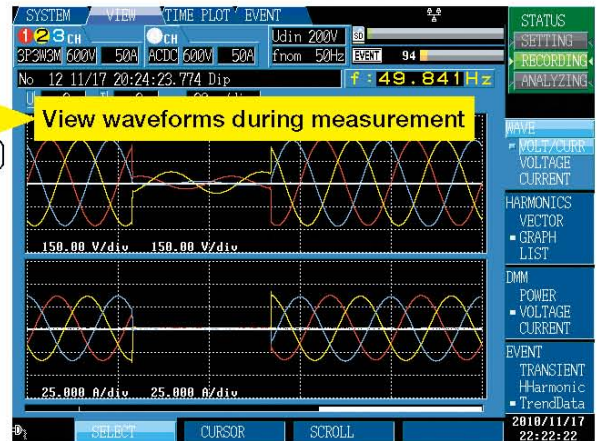 SYSTEM VIEW TIME PLOT EVENT
123CH 4CH Udin 200V SD
3P3W3M 600V 50A ACDC 600V 50A fnom 50Hz EVENT 94
No 12 11/17 20:24:23.774 Dip f:49.841Hz
View waveforms during measurement
150.00 V/div 150.00 V/div
25.000 A/div 25.000 A/div
SELECT CURSOR SCROLL
STATUS
SETTING
RECORDING
ANALYZING
WAVE
VOLT/CURR
VOLTAGE
CURRENT
HARMONICS
VECTOR
GRAPH
LIST
DMM
POWER
VOLTAGE
CURRENT
EVENT
TRANSIENT
HHarmonic
TrendData
2010/11/17
22:22:22